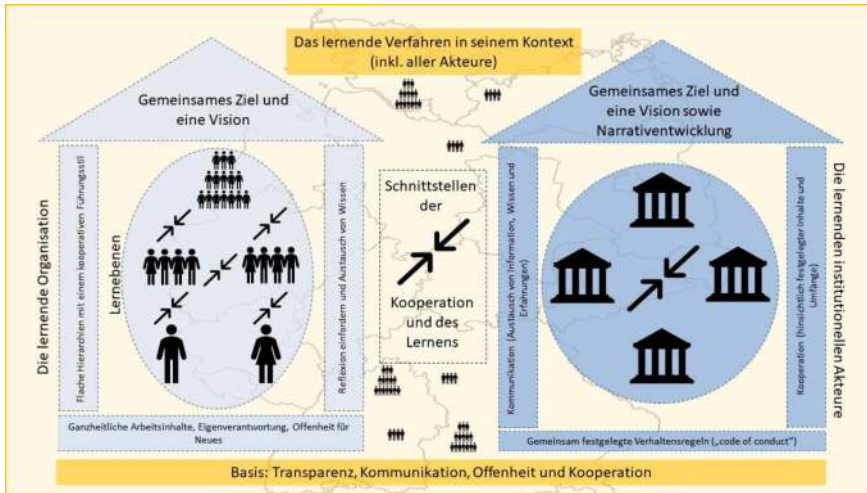 Das lernende Verfahren in seinem Kontext
(inkl. aller Akteure)
Gemeinsames Ziel und
eine Vision
Die lernende Organisation
Flache Hierarchien mit einem kooperativen Führungsstil
Lernebenen
Reflexion einfordern und Austausch von Wissen
Ganzheitliche Arbeitsinhalte, Eigenverantwortung, Offenheit für
Neues
Schnittstellen
der
Kooperation
und des
Lernens
Gemeinsames Ziel und
eine Vision sowie
Narrativentwicklung
Kommunikation (Austausch von Information, Wissen und
Erfahrungen)
Kooperation (hinsichtlich festgelegter Inhalte und
Umfänge)
Die lernenden institutionellen Akteure
Gemeinsam festgelegte Verhaltensregeln („code of conduct“)
Basis: Transparenz, Kommunikation, Offenheit und Kooperation